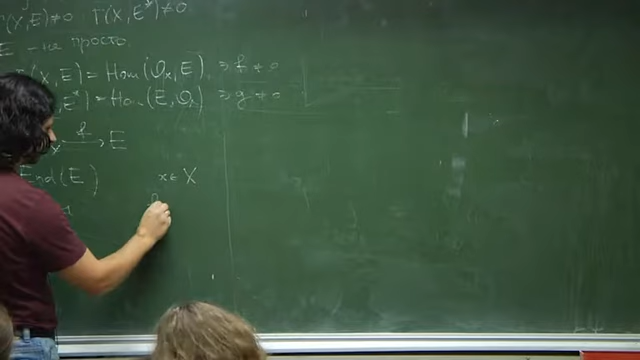 Γ(X,E)≠0 Γ(X,E*)≠0
E – не просто.
(X,E) = Hom(O_X,E) ∋ f ≠ 0
E*) = Hom(E,O_X) ∋ g ≠ 0
f → E
End(E)
x ∈ X